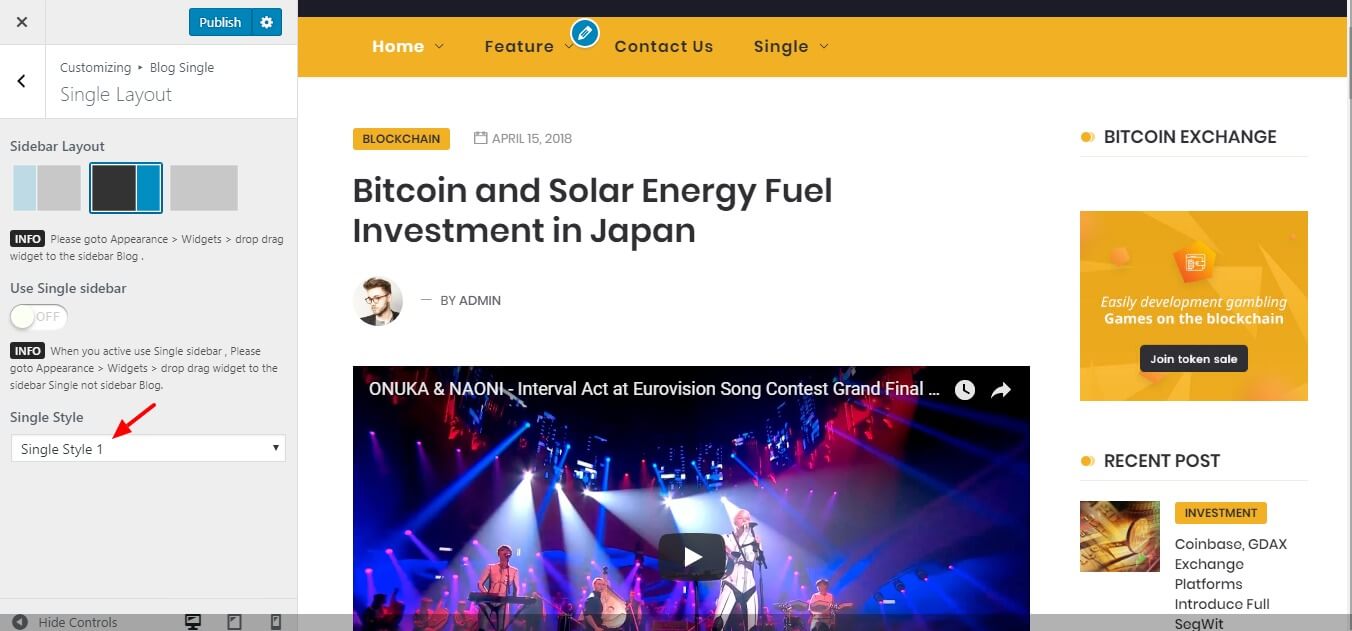 Publish
Customizing ▸ Blog Single
Single Layout
Sidebar Layout
INFO Please goto Appearance > Widgets > drop drag
widget to the sidebar Blog .
Use Single sidebar
OFF
INFO When you active use Single sidebar , Please
goto Appearance > Widgets > drop drag widget to the
sidebar Single not sidebar Blog.
Single Style
Single Style 1
Hide Controls
Home
Feature
Contact Us
Single
BLOCKCHAIN
APRIL 15, 2018
Bitcoin and Solar Energy Fuel
Investment in Japan
— BY ADMIN
ONUKA & NAONI - Interval Act at Eurovision Song Contest Grand Final ...
BITCOIN EXCHANGE
Easily development gambling
Games on the blockchain
Join token sale
RECENT POST
INVESTMENT
Coinbase, GDAX
Exchange
Platforms
Introduce Full
SegWit